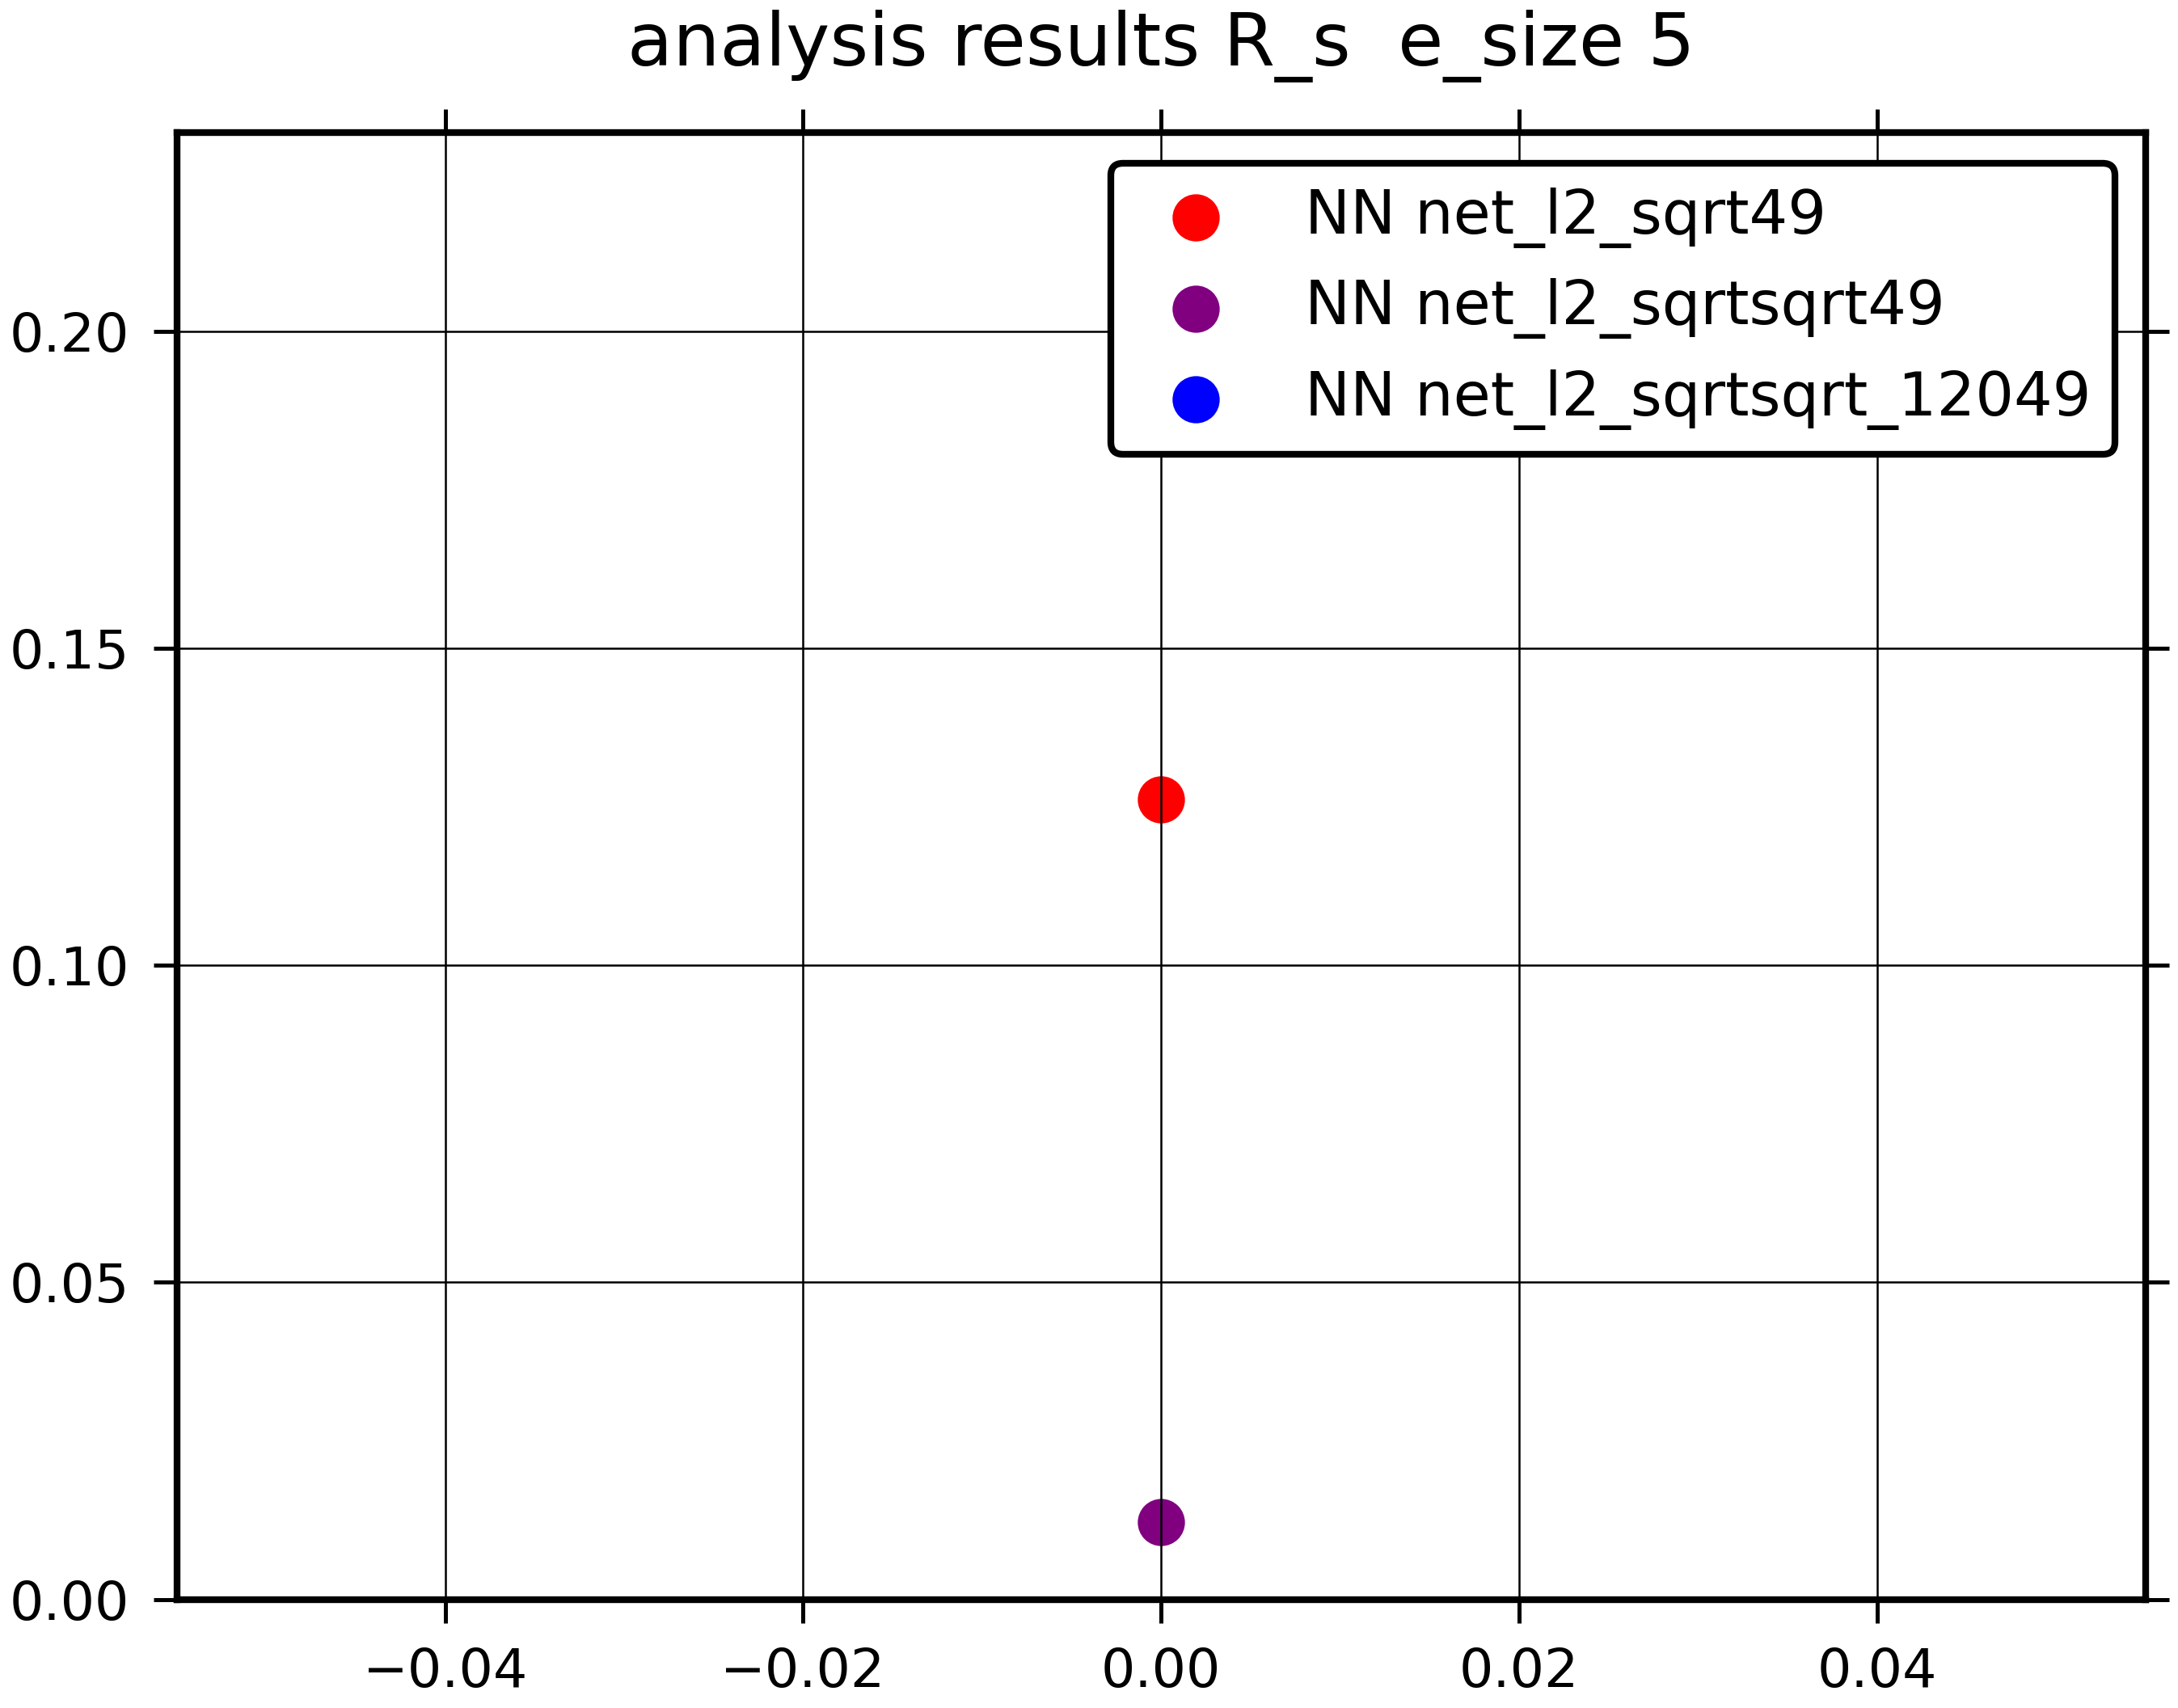 analysis results R_s  e_size 5
NN net_l2_sqrt49
NN net_l2_sqrtsqrt49
NN net_l2_sqrtsqrt_12049
0.20
0.15
0.10
0.05
0.00
−0.04 −0.02 0.00 0.02 0.04